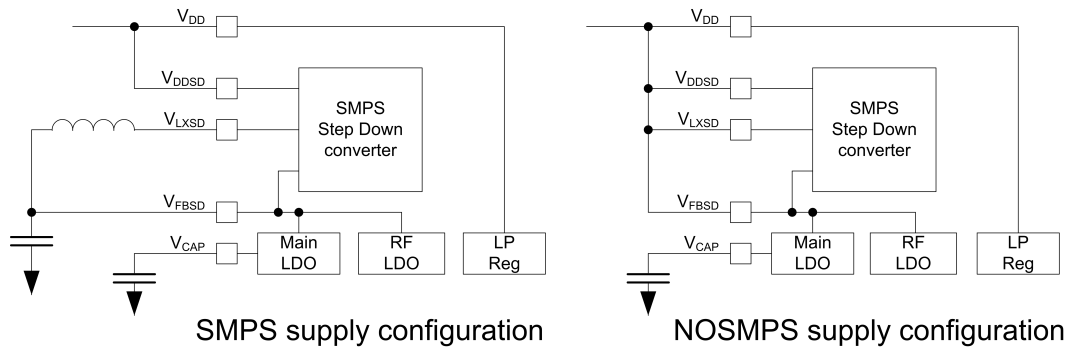 VDD
VDDSD
VLXSD
SMPS
Step Down
converter
VFBSD
VCAP
Main
LDO
RF
LDO
LP
Reg
SMPS supply configuration
VDD
VDDSD
VLXSD
SMPS
Step Down
converter
VFBSD
VCAP
Main
LDO
RF
LDO
LP
Reg
NOSMPS supply configuration